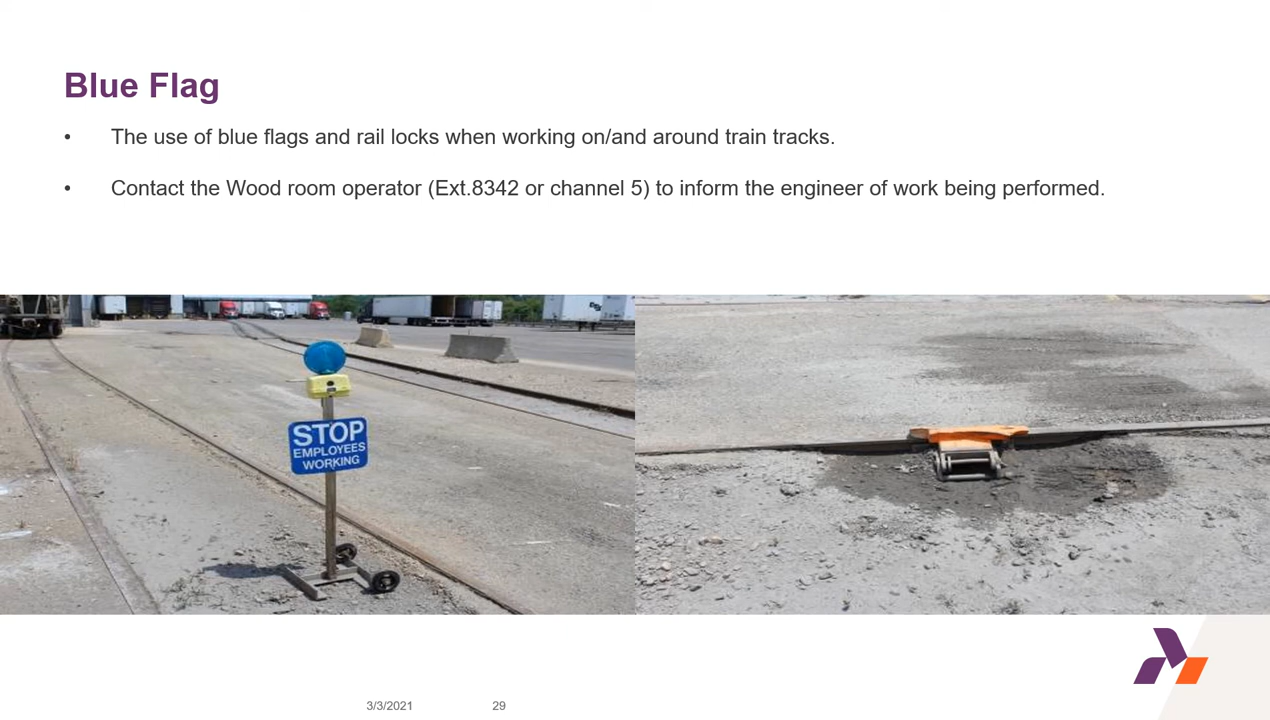 Blue Flag
• The use of blue flags and rail locks when working on/and around train tracks.
• Contact the Wood room operator (Ext.8342 or channel 5) to inform the engineer of work being performed.
STOP
EMPLOYEES
WORKING
3/3/2021 29